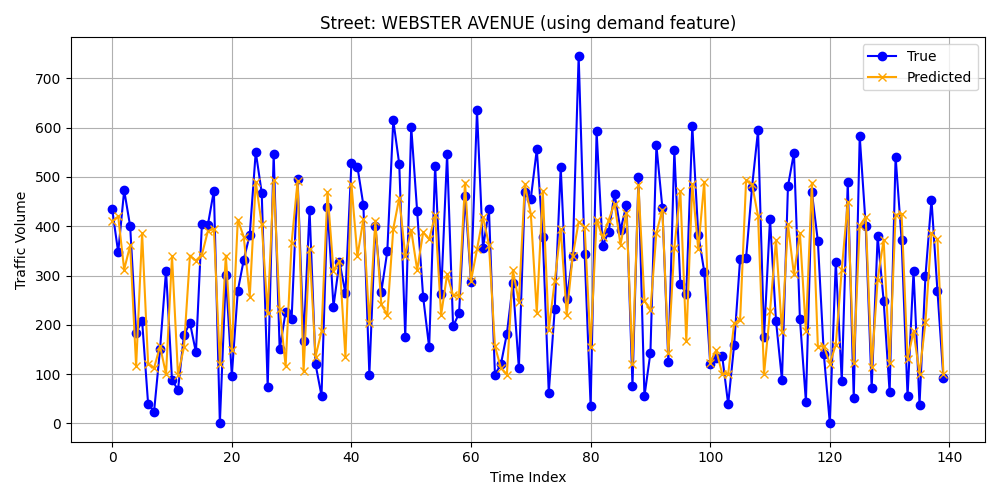 Street: WEBSTER AVENUE (using demand feature)
True
Predicted
Traffic Volume
700
600
500
400
300
200
100
0
0 20 40 60 80 100 120 140
Time Index